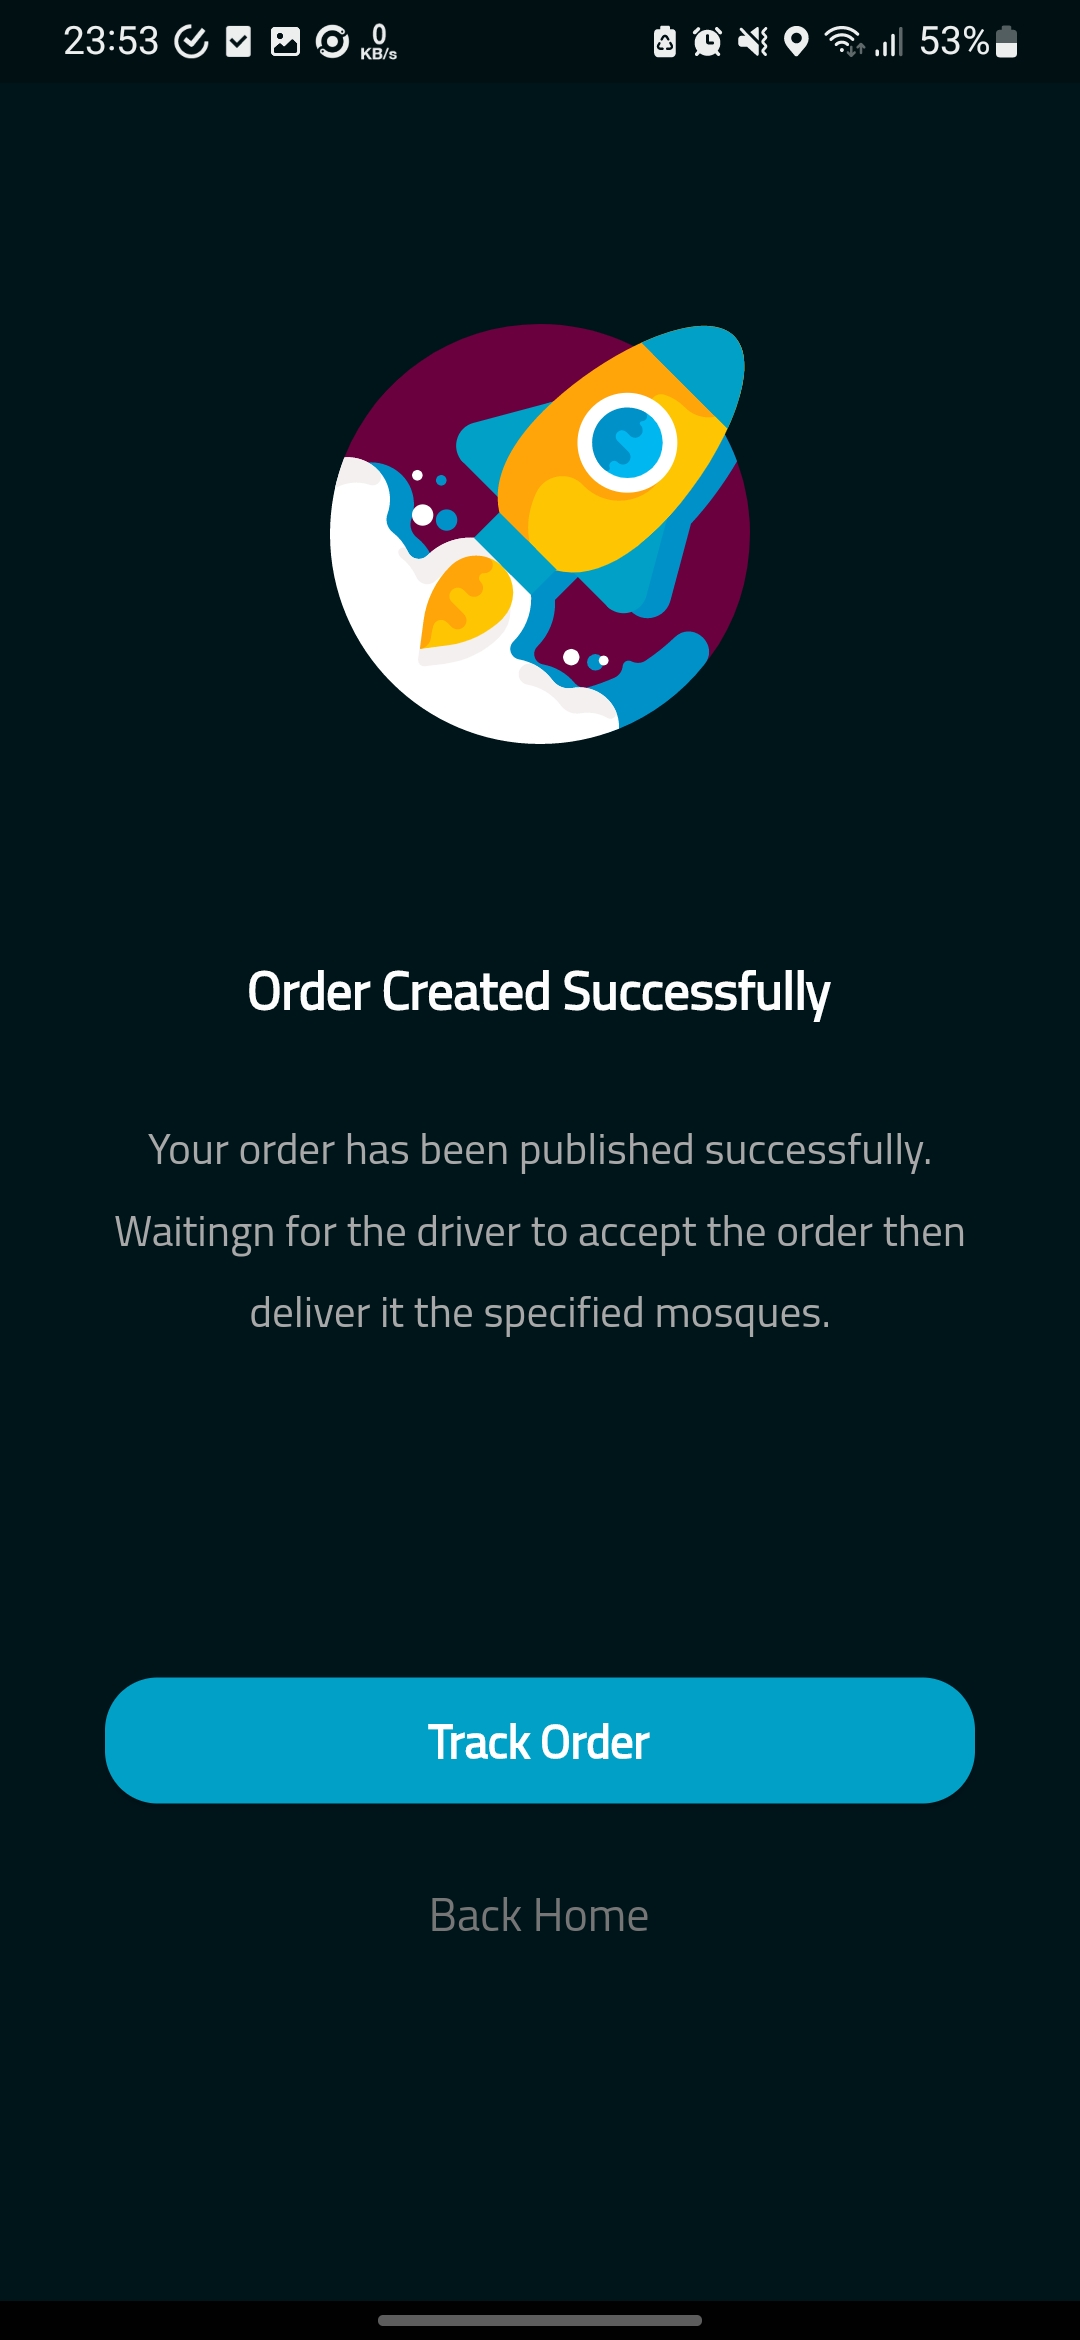 23:53
0
KB/s
53%
Order Created Successfully
Your order has been published successfully.
Waitingn for the driver to accept the order then
deliver it the specified mosques.
Track Order
Back Home